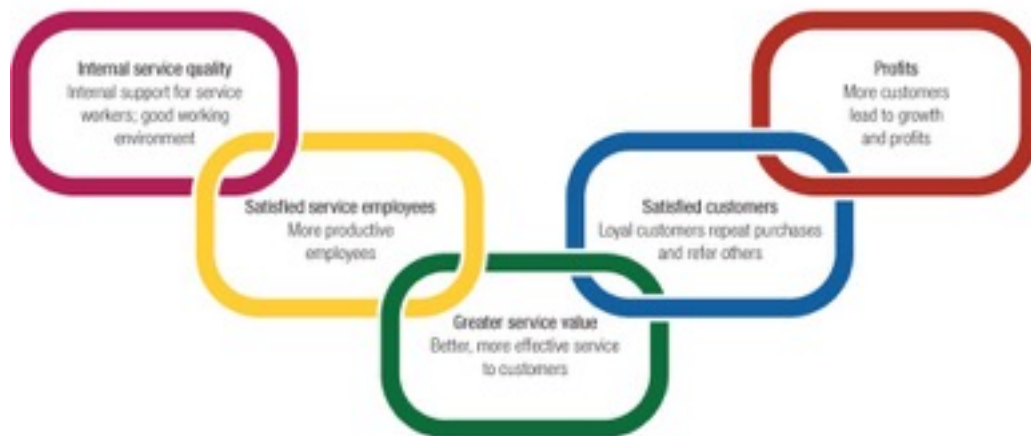 Internal service quality
Internal support for service
workers; good working
environment
Satisfied service employees
More productive
employees
Greater service value
Better, more effective service
to customers
Satisfied customers
Loyal customers repeat purchases
and refer others
Profits
More customers
lead to growth
and profits